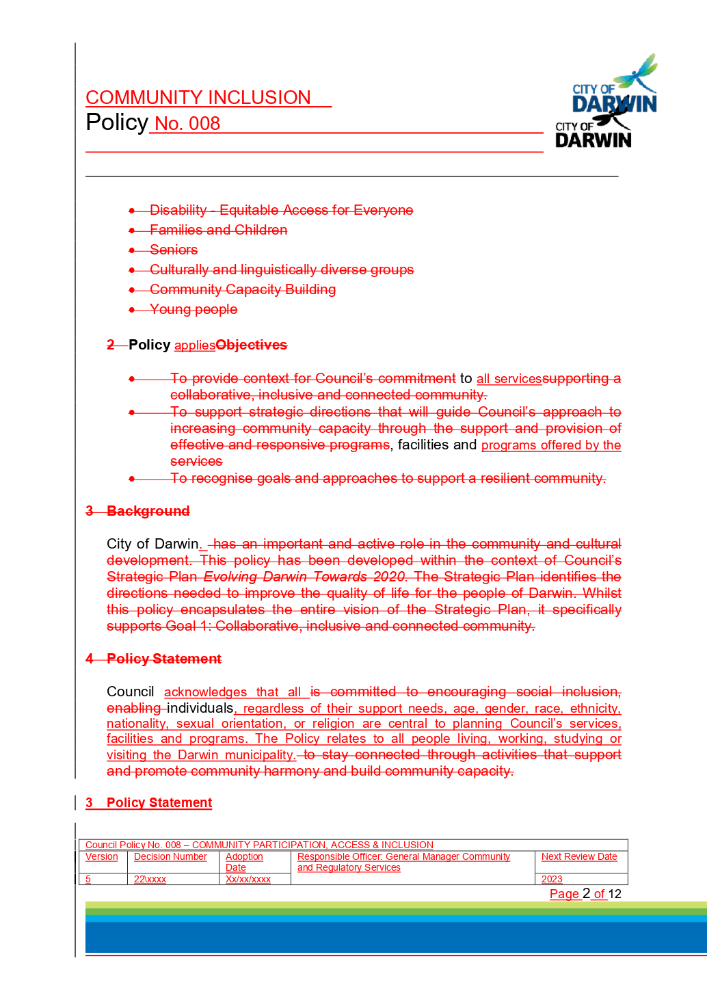 COMMUNITY INCLUSION
Policy No. 008
CITY OF
DARWIN
CITY OF
DARWIN
• Disability - Equitable Access for Everyone
• Families and Children
• Seniors
• Culturally and linguistically diverse groups
• Community Capacity Building
• Young people
2 Policy appliesObjectives
• To provide context for Council’s commitment to all servicessupporting a
collaborative, inclusive and connected community.
• To support strategic directions that will guide Council’s approach to
increasing community capacity through the support and provision of
effective and responsive programs, facilities and programs offered by the
services
• To recognise goals and approaches to support a resilient community.
3 Background
City of Darwin. has an important and active role in the community and cultural
development. This policy has been developed within the context of Council’s
Strategic Plan Evolving Darwin Towards 2020. The Strategic Plan identifies the
directions needed to improve the quality of life for the people of Darwin. Whilst
this policy encapsulates the entire vision of the Strategic Plan, it specifically
supports Goal 1: Collaborative, inclusive and connected community.
4 Policy Statement
Council acknowledges that all is committed to encouraging social inclusion,
enabling individuals, regardless of their support needs, age, gender, race, ethnicity,
nationality, sexual orientation, or religion are central to planning Council’s services,
facilities and programs. The Policy relates to all people living, working, studying or
visiting the Darwin municipality. to stay connected through activities that support
and promote community harmony and build community capacity.
3 Policy Statement
Council Policy No. 008 – COMMUNITY PARTICIPATION, ACCESS & INCLUSION
Version Decision Number Adoption Responsible Officer: General Manager Community Next Review Date
Date and Regulatory Services
5 22\xxxx Xx/xx/xxxx 2023
Page 2 of 12